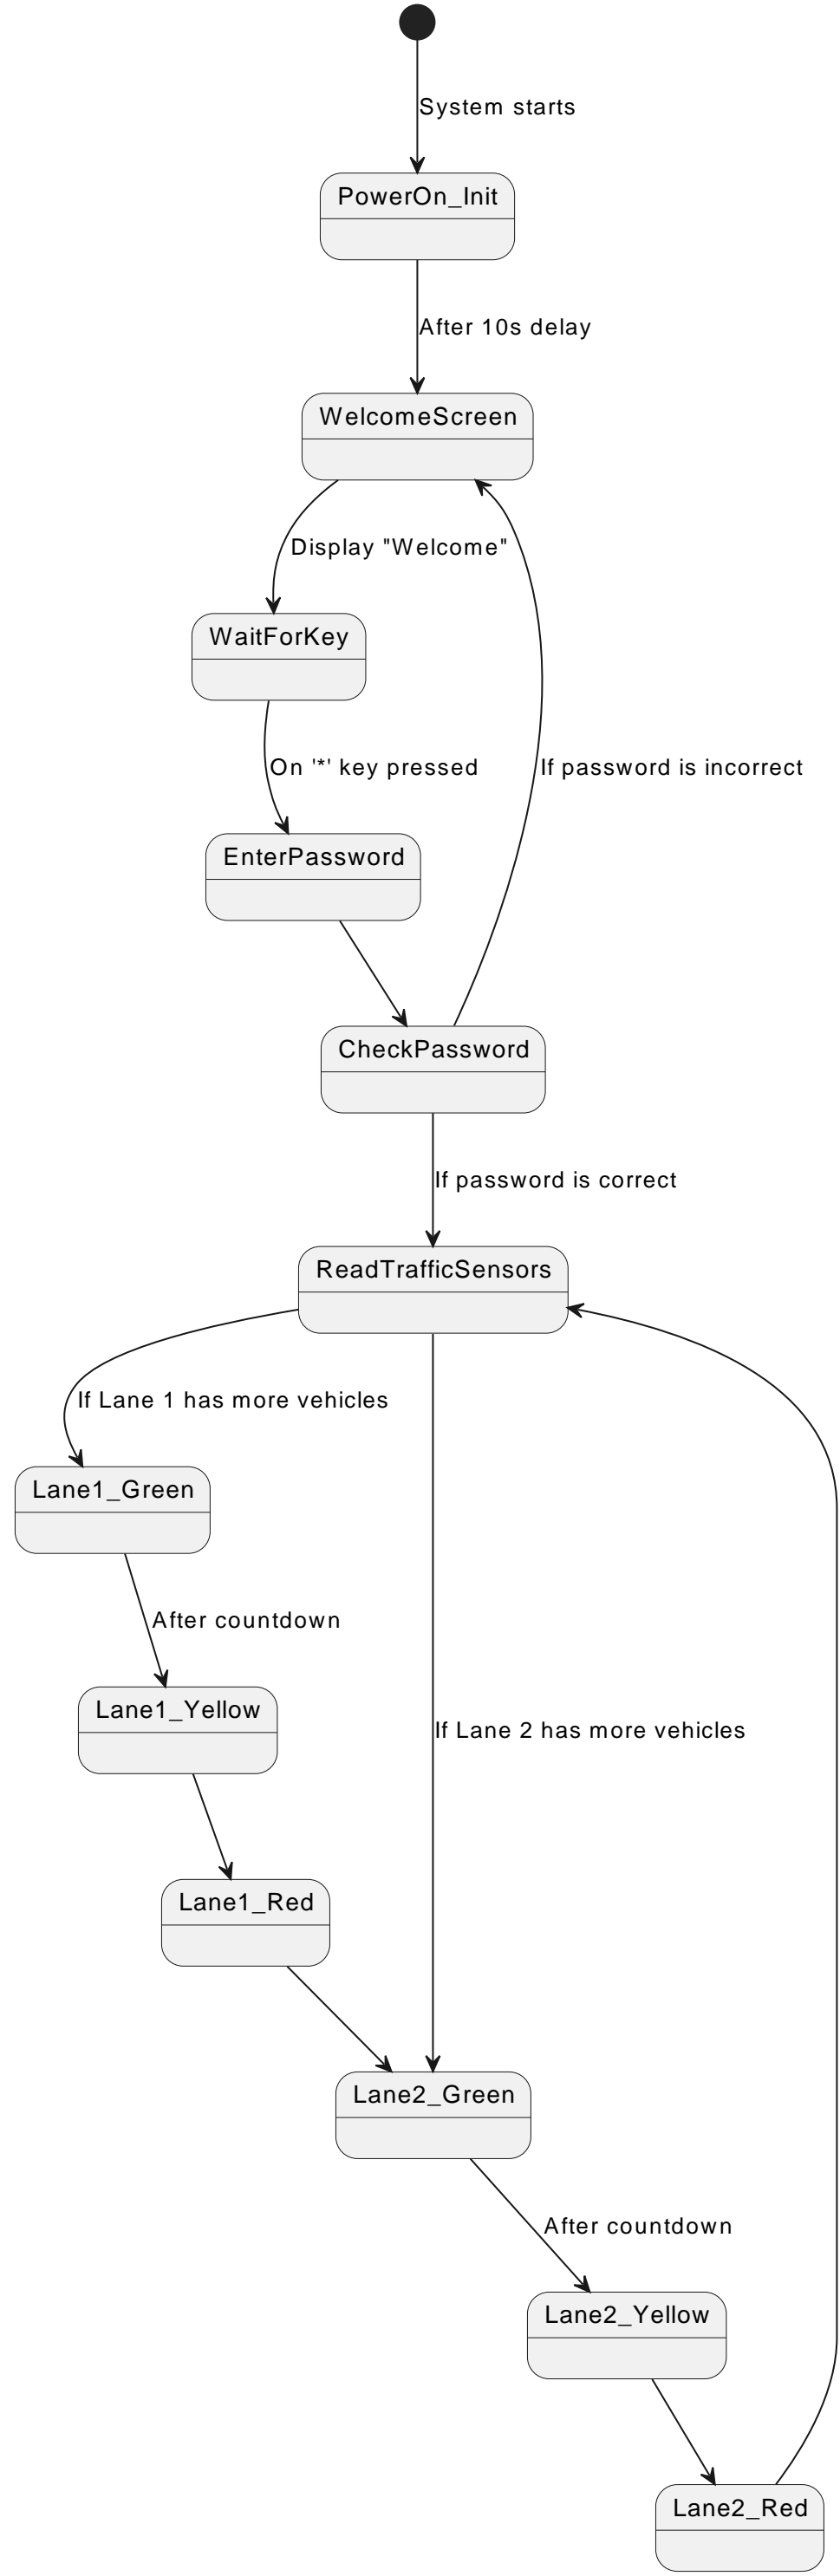 System starts
PowerOn_Init
After 10s delay
WelcomeScreen
Display "Welcome"
WaitForKey
On '*' key pressed
If password is incorrect
EnterPassword
CheckPassword
If password is correct
ReadTrafficSensors
If Lane 1 has more vehicles
Lane1_Green
After countdown
Lane1_Yellow
If Lane 2 has more vehicles
Lane1_Red
Lane2_Green
After countdown
Lane2_Yellow
Lane2_Red